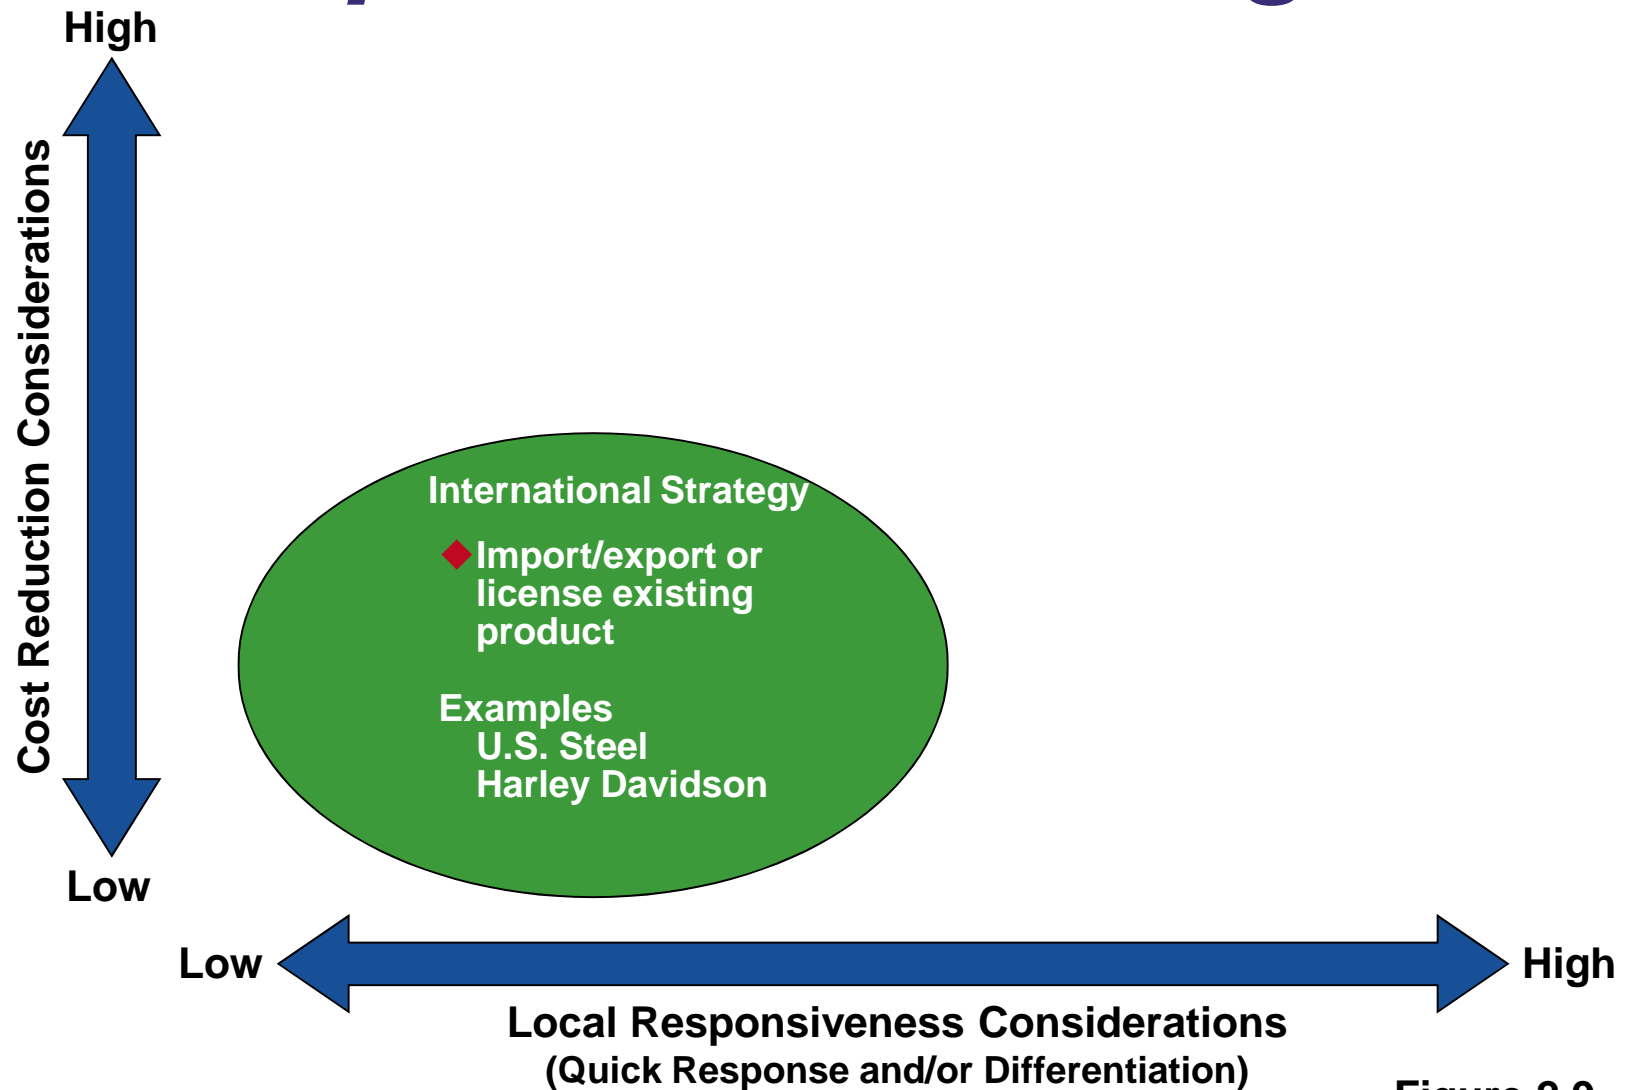 High
Cost Reduction Considerations
International Strategy
Import/export or
license existing
product
Examples
U.S. Steel
Harley Davidson
Low
Low
High
Local Responsiveness Considerations
(Quick Response and/or Differentiation)